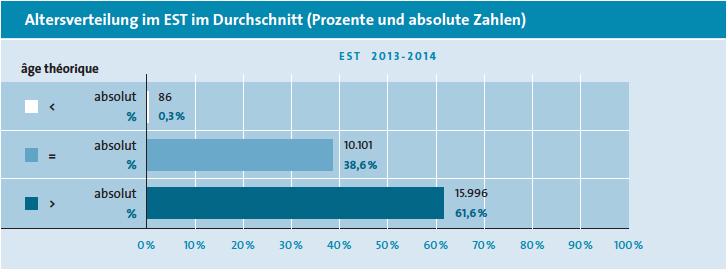 Altersverteilung im EST im Durchschnitt (Prozente und absolute Zahlen)
EST 2013-2014
âge théorique
< absolut 86
% 0,3%
= absolut 10.101
% 38,6%
> absolut 15.996
% 61,6%
0% 10% 20% 30% 40% 50% 60% 70% 80% 90% 100%